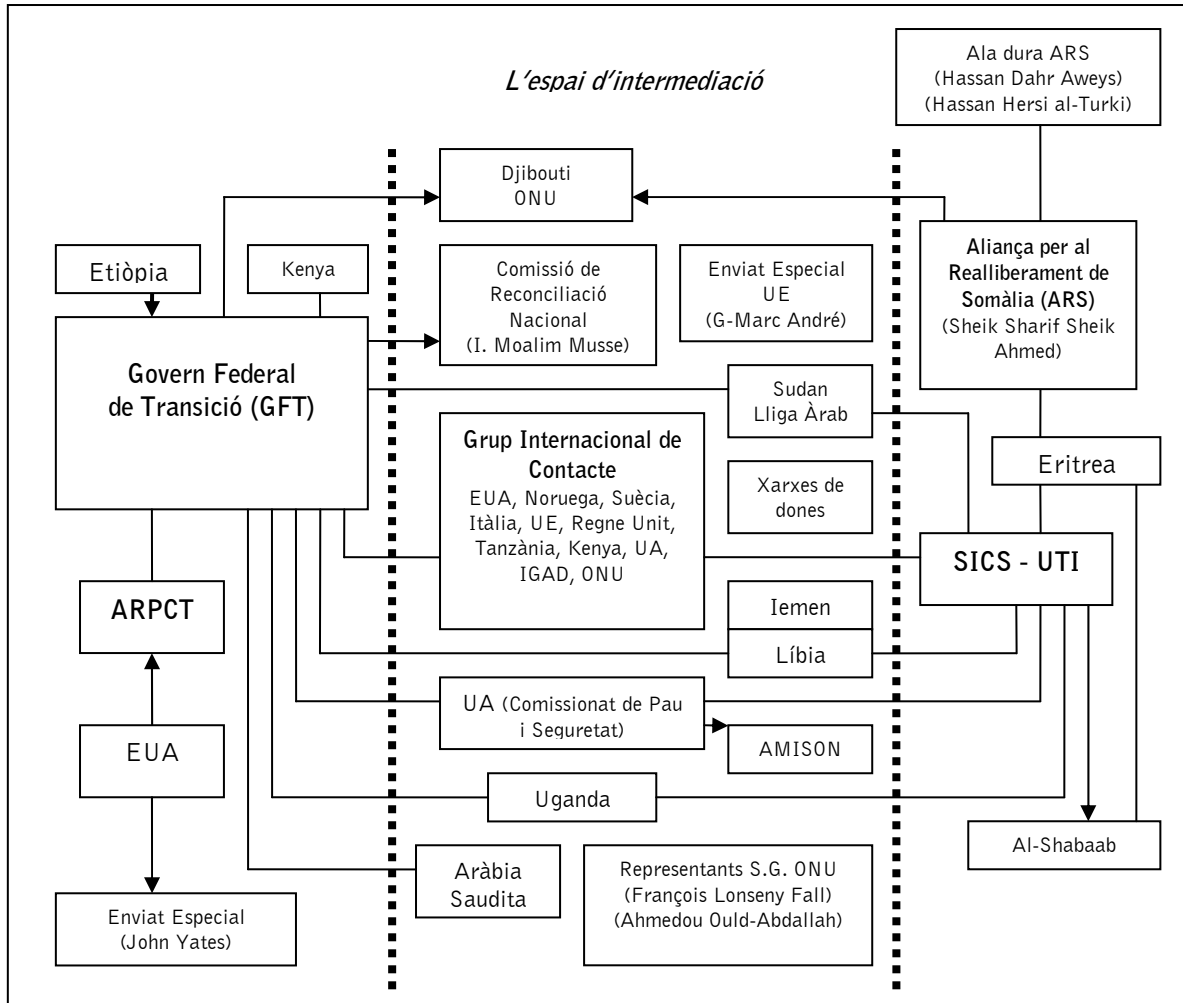 L'espai d'intermediació
Ala dura ARS
(Hassan Dahr Aweys)
(Hassan Hersi al-Turki)
Djibouti
ONU
Etiòpia
Kenya
Comissió de
Reconciliació
Nacional
(I. Moalim Musse)
Enviat Especial
UE
(G-Marc André)
Aliança per al
Realliberament de
Somàlia (ARS)
(Sheik Sharif Sheik
Ahmed)
Govern Federal
de Transició (GFT)
Sudan
Lliga Àrab
Grup Internacional de
Contacte
EUA, Noruega, Suècia,
Itàlia, UE, Regne Unit,
Tanzània, Kenya, UA,
IGAD, ONU
Xarxes de
dones
Eritrea
SICS - UTI
ARPCT
Iemen
Líbia
EUA
UA (Comissionat de Pau
i Seguretat)
AMISON
Uganda
Al-Shabaab
Aràbia
Saudita
Representants S.G. ONU
(François Lonseny Fall)
(Ahmedou Ould-Abdallah)
Enviat Especial
(John Yates)